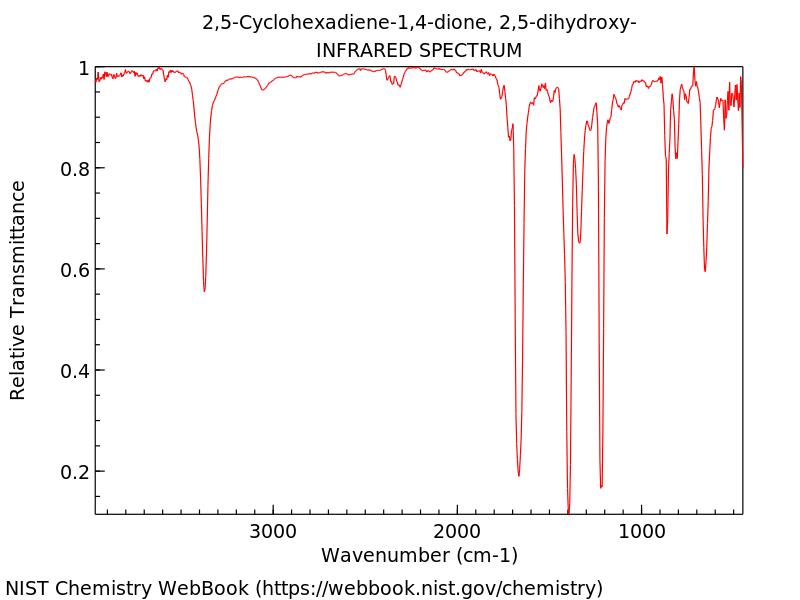 2,5-Cyclohexadiene-1,4-dione, 2,5-dihydroxy-
INFRARED SPECTRUM
1
0.8
0.6
0.4
0.2
Relative Transmittance
3000 2000 1000
Wavenumber (cm-1)
NIST Chemistry WebBook (https://webbook.nist.gov/chemistry)